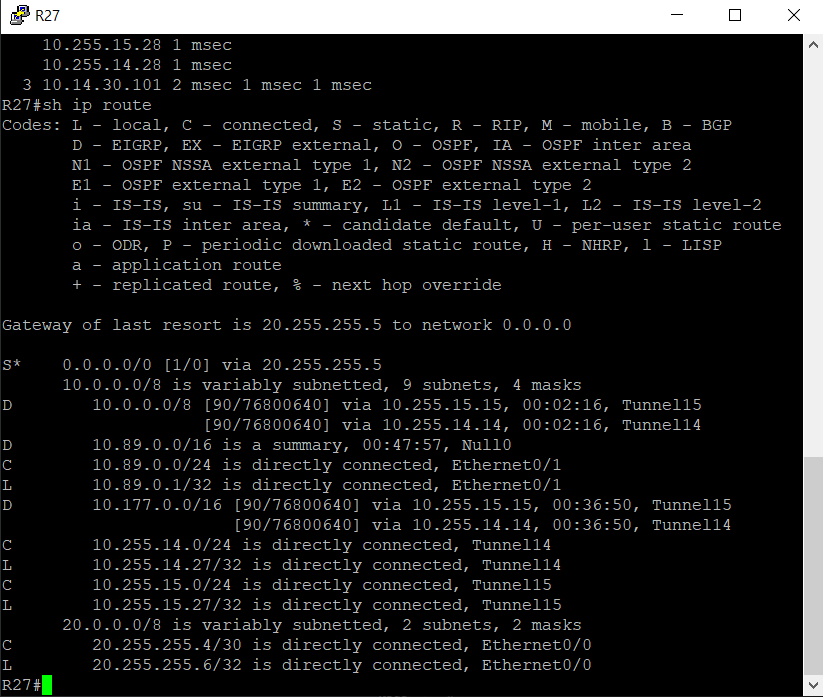 R27
10.255.15.28 1 msec
10.255.14.28 1 msec
3 10.14.30.101 2 msec 1 msec 1 msec
R27#sh ip route
Codes: L - local, C - connected, S - static, R - RIP, M - mobile, B - BGP
D - EIGRP, EX - EIGRP external, O - OSPF, IA - OSPF inter area
N1 - OSPF NSSA external type 1, N2 - OSPF NSSA external type 2
E1 - OSPF external type 1, E2 - OSPF external type 2
i - IS-IS, su - IS-IS summary, L1 - IS-IS level-1, L2 - IS-IS level-2
ia - IS-IS inter area, * - candidate default, U - per-user static route
o - ODR, P - periodic downloaded static route, H - NHRP, l - LISP
a - application route
+ - replicated route, % - next hop override
Gateway of last resort is 20.255.255.5 to network 0.0.0.0
S* 0.0.0.0/0 [1/0] via 20.255.255.5
10.0.0.0/8 is variably subnetted, 9 subnets, 4 masks
D 10.0.0.0/8 [90/76800640] via 10.255.15.15, 00:02:16, Tunnel15
[90/76800640] via 10.255.14.14, 00:02:16, Tunnel14
D 10.89.0.0/16 is a summary, 00:47:57, Null0
C 10.89.0.0/24 is directly connected, Ethernet0/1
L 10.89.0.1/32 is directly connected, Ethernet0/1
D 10.177.0.0/16 [90/76800640] via 10.255.15.15, 00:36:50, Tunnel15
[90/76800640] via 10.255.14.14, 00:36:50, Tunnel14
C 10.255.14.0/24 is directly connected, Tunnel14
L 10.255.14.27/32 is directly connected, Tunnel14
C 10.255.15.0/24 is directly connected, Tunnel15
L 10.255.15.27/32 is directly connected, Tunnel15
20.0.0.0/8 is variably subnetted, 2 subnets, 2 masks
C 20.255.255.4/30 is directly connected, Ethernet0/0
L 20.255.255.6/32 is directly connected, Ethernet0/0
R27#